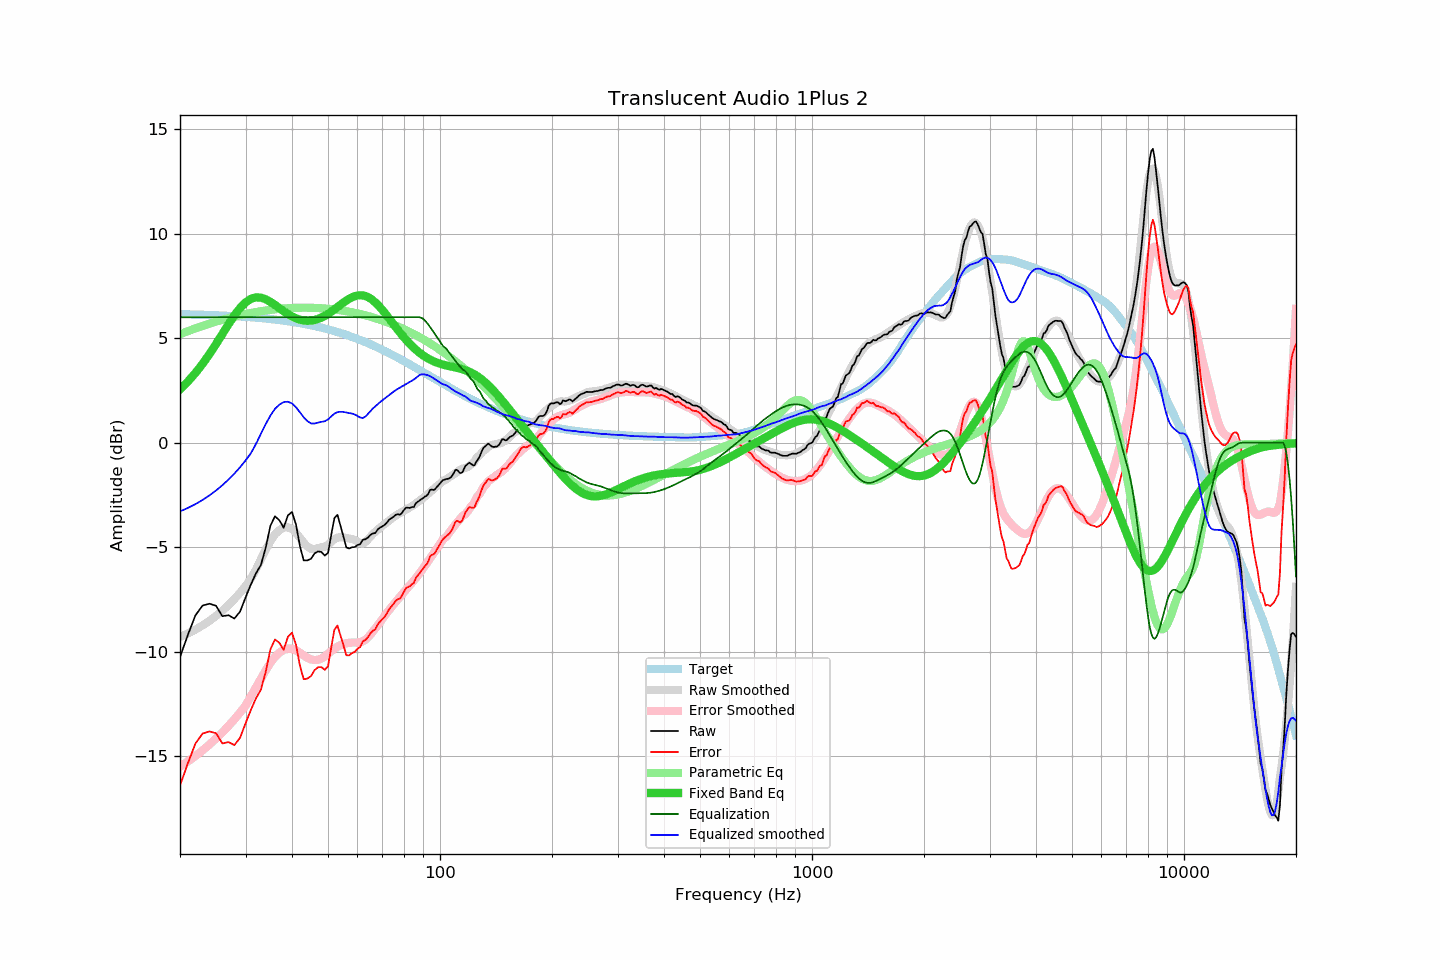 Translucent Audio 1Plus 2
Amplitude (dBr)
15
10
5
0
−5
−10
−15
Target
Raw Smoothed
Error Smoothed
Raw
Error
Parametric Eq
Fixed Band Eq
Equalization
Equalized smoothed
100
1000
10000
Frequency (Hz)